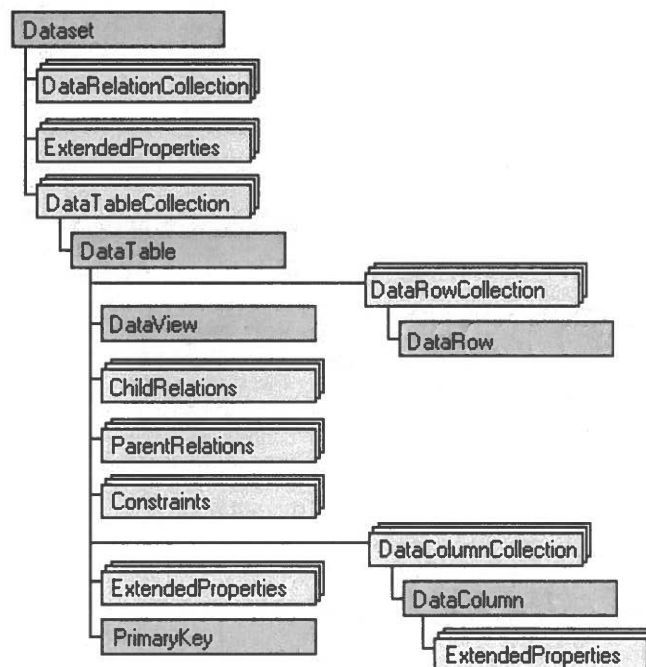 Dataset
DataRelationCollection
ExtendedProperties
DataTableCollection
DataTable
DataRowCollection
DataRow
DataView
ChildRelations
ParentRelations
Constraints
DataColumnCollection
DataColumn
ExtendedProperties
ExtendedProperties
PrimaryKey